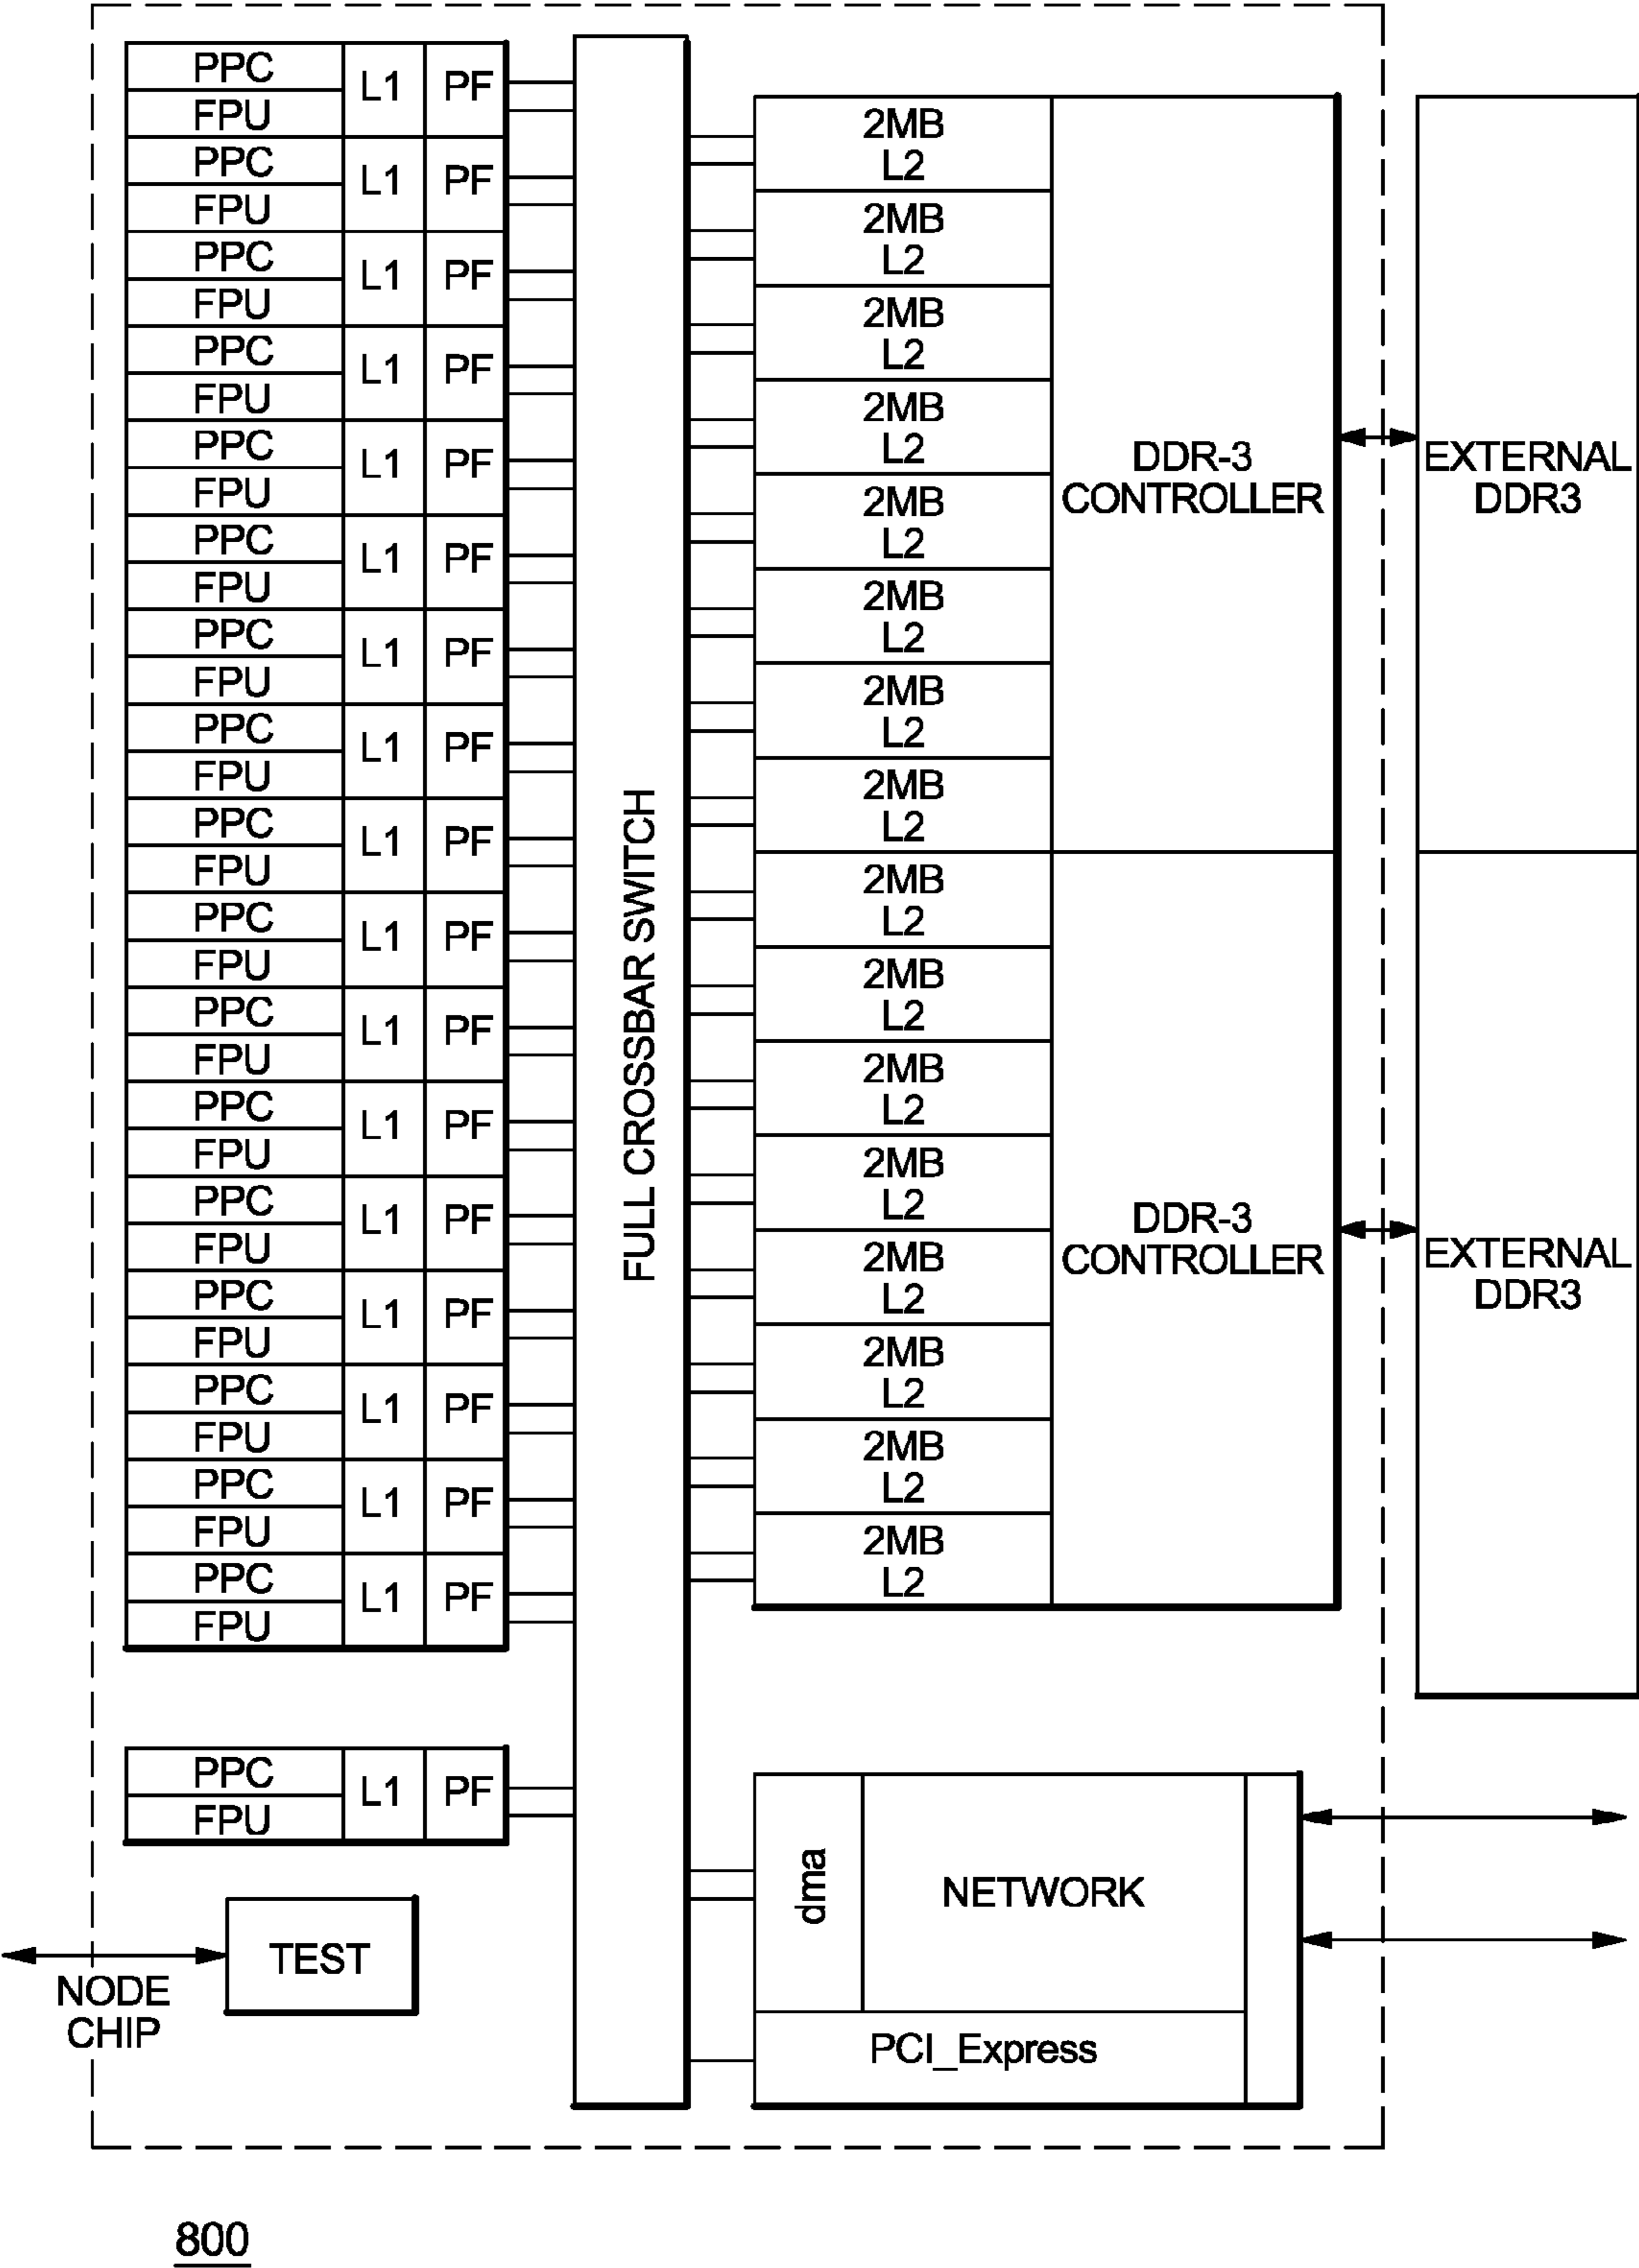 PPC
FPU
L1
PF
PPC
FPU
L1
PF
PPC
FPU
L1
PF
PPC
FPU
L1
PF
PPC
FPU
L1
PF
PPC
FPU
L1
PF
PPC
FPU
L1
PF
PPC
FPU
L1
PF
PPC
FPU
L1
PF
PPC
FPU
L1
PF
PPC
FPU
L1
PF
PPC
FPU
L1
PF
PPC
FPU
L1
PF
PPC
FPU
L1
PF
PPC
FPU
L1
PF
PPC
FPU
L1
PF
PPC
FPU
L1
PF
PPC
FPU
L1
PF
TEST
NODE
CHIP
FULL CROSSBAR SWITCH
2MB
L2
2MB
L2
2MB
L2
2MB
L2
2MB
L2
2MB
L2
2MB
L2
2MB
L2
2MB
L2
2MB
L2
2MB
L2
2MB
L2
2MB
L2
2MB
L2
2MB
L2
2MB
L2
DDR-3
CONTROLLER
DDR-3
CONTROLLER
EXTERNAL
DDR3
EXTERNAL
DDR3
dma
NETWORK
PCI_Express
800